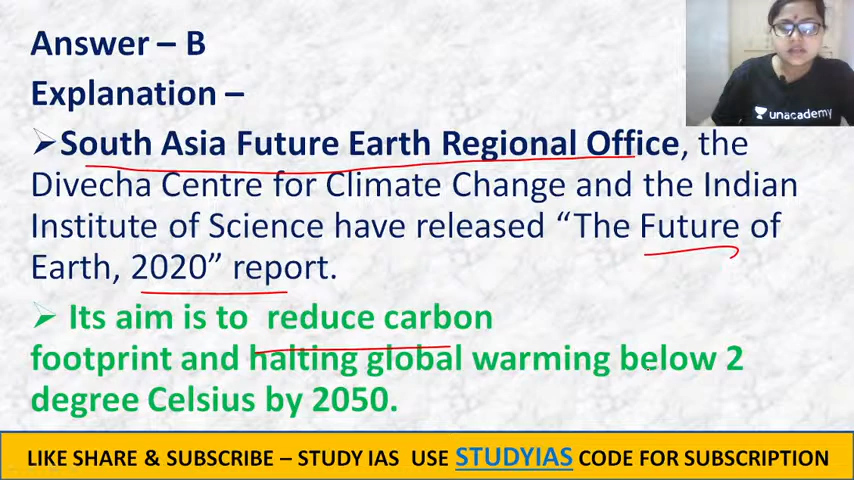 Answer – B
Explanation –
➢South Asia Future Earth Regional Office, the
Divecha Centre for Climate Change and the Indian
Institute of Science have released “The Future of
Earth, 2020” report.
➢ Its aim is to reduce carbon
footprint and halting global warming below 2
degree Celsius by 2050.
unacademy
LIKE SHARE & SUBSCRIBE – STUDY IAS USE STUDYIAS CODE FOR SUBSCRIPTION